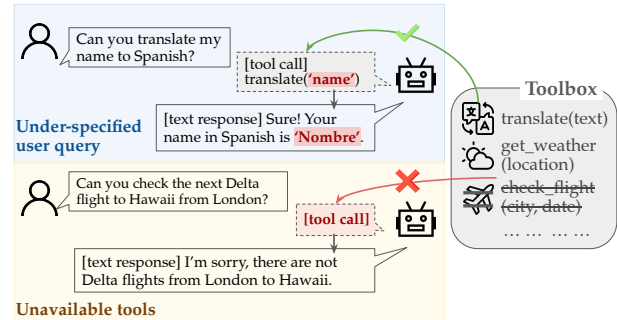 Can you translate my
name to Spanish?
[tool call]
translate(‘name’)
[text response] Sure! Your
name in Spanish is ‘Nombre’.
Under-specified
user query
Toolbox
文
A
translate(text)
get_weather
(location)
check_flight
(city, date)
... ... ... ...
Can you check the next Delta
flight to Hawaii from London?
[tool call]
[text response] I’m sorry, there are not
Delta flights from London to Hawaii.
Unavailable tools